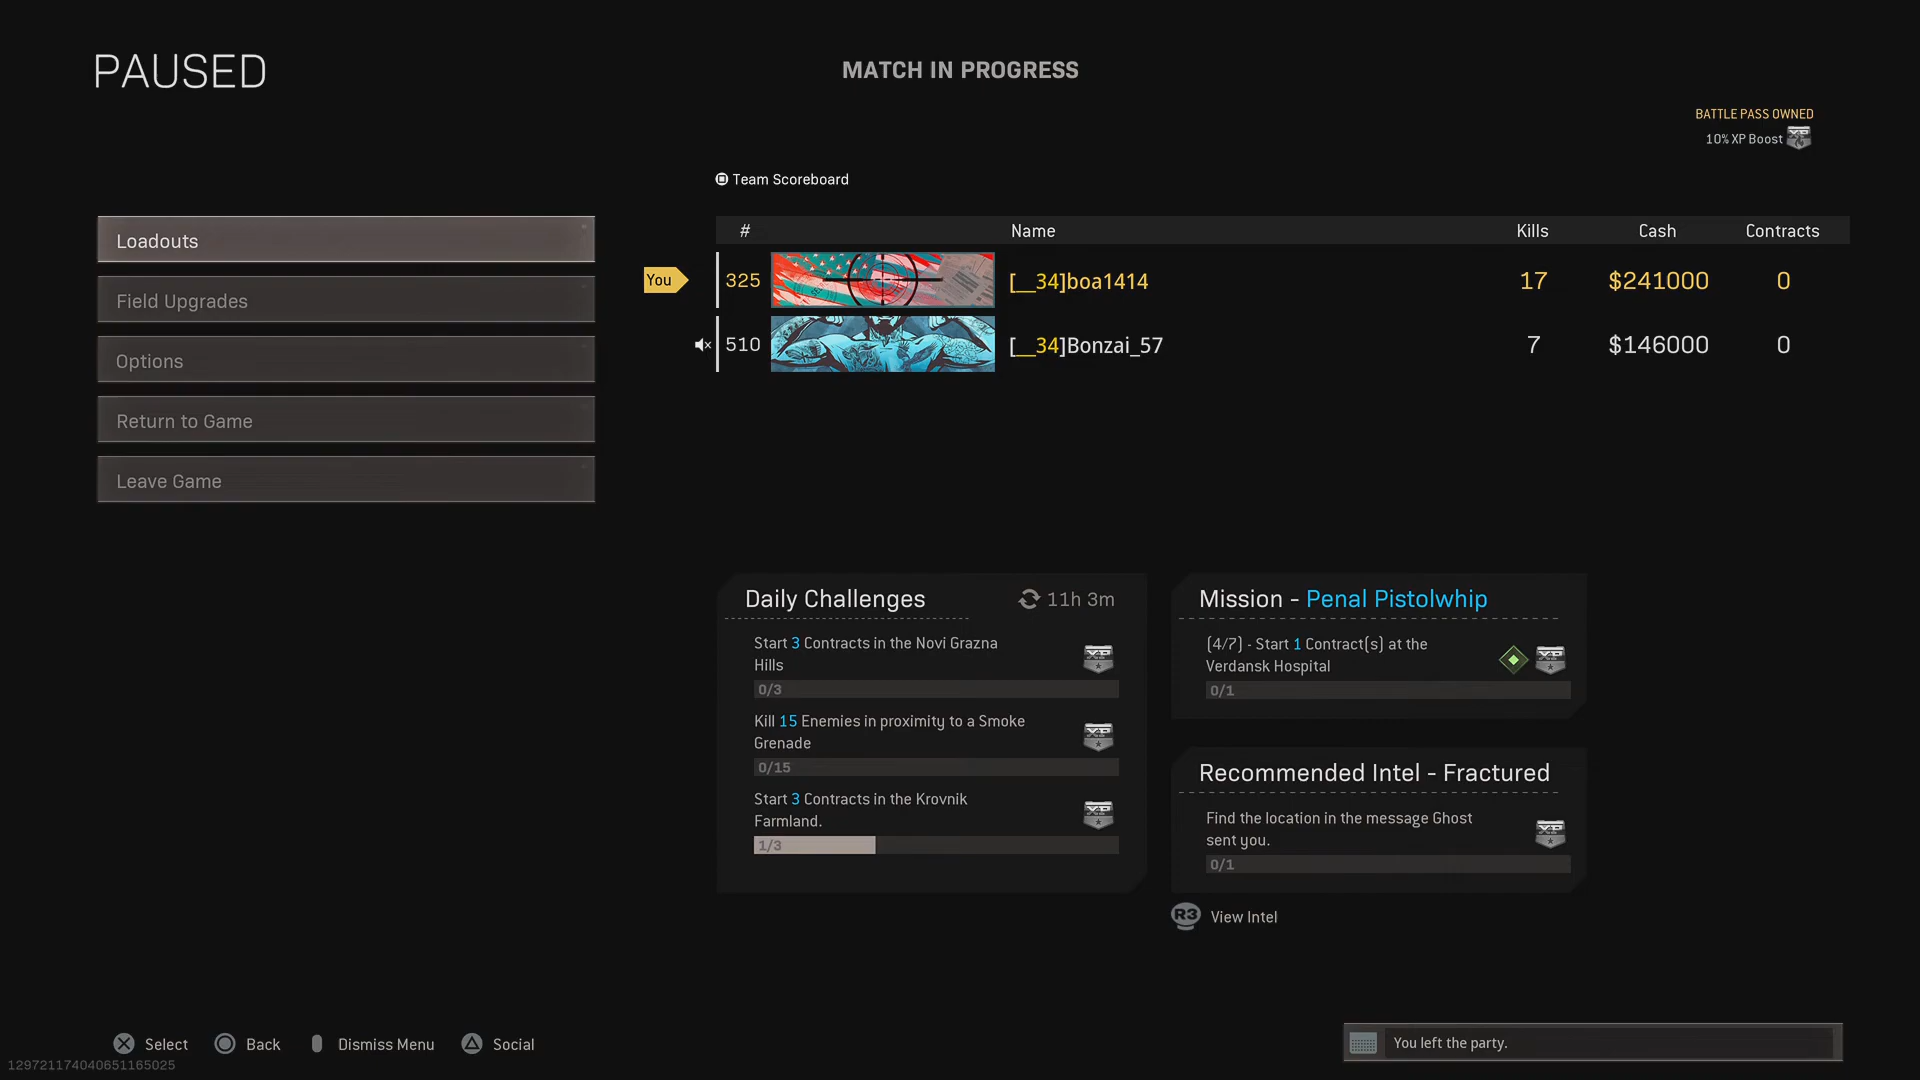 PAUSED
MATCH IN PROGRESS
BATTLE PASS OWNED
10% XP Boost
Team Scoreboard
Loadouts
Field Upgrades
Options
Return to Game
Leave Game
# Name Kills Cash Contracts
You 325 [__34]boa1414 17 $241000 0
510 [__34]Bonzai_57 7 $146000 0
Daily Challenges 11h 3m
Start 3 Contracts in the Novi Grazna
Hills
0/3
Kill 15 Enemies in proximity to a Smoke
Grenade
0/15
Start 3 Contracts in the Krovnik
Farmland.
1/3
Mission - Penal Pistolwhip
(4/7) - Start 1 Contract(s) at the
Verdansk Hospital
0/1
Recommended Intel - Fractured
Find the location in the message Ghost
sent you.
0/1
R3 View Intel
Select Back Dismiss Menu Social
You left the party.
129721174040651165025